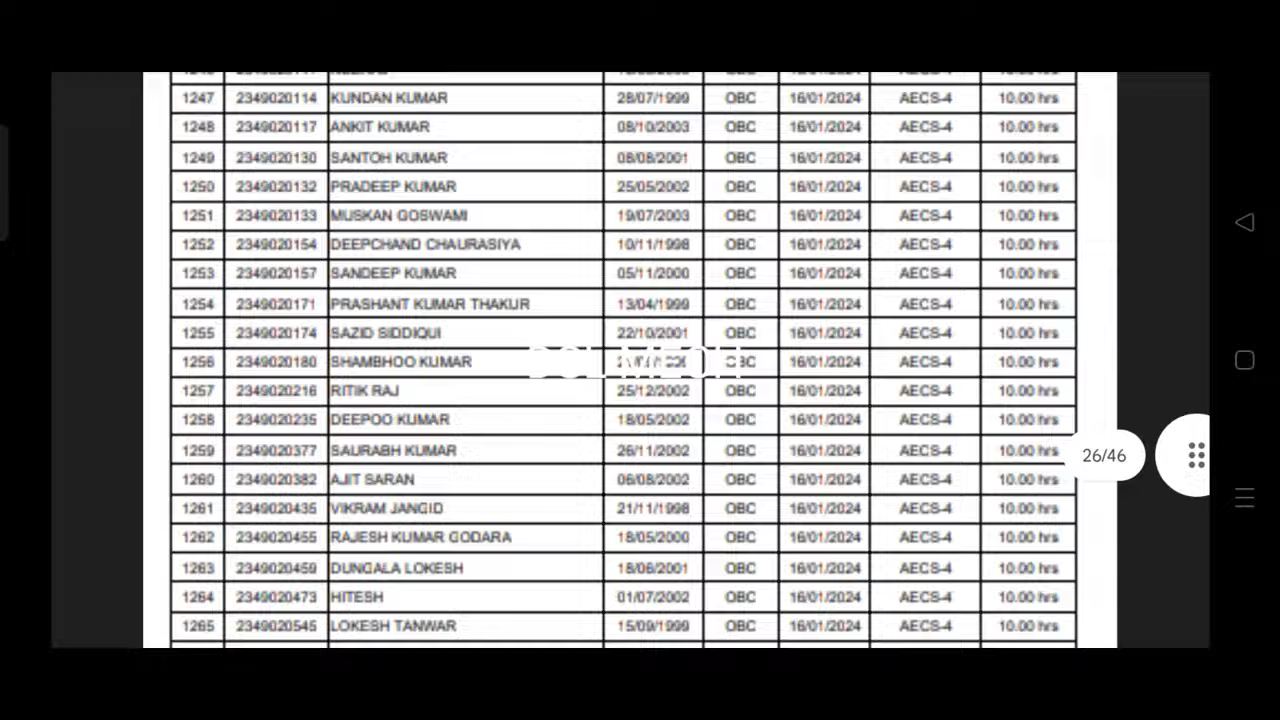 1247 2349020114 KUNDAN KUMAR 28/07/1999 OBC 16/01/2024 AECS-4 10.00 hrs
1248 2349020117 ANKIT KUMAR 08/10/2003 OBC 16/01/2024 AECS-4 10.00 hrs
1249 2349020130 SANTOH KUMAR 08/08/2001 OBC 16/01/2024 AECS-4 10.00 hrs
1250 2349020132 PRADEEP KUMAR 25/05/2002 OBC 16/01/2024 AECS-4 10.00 hrs
1251 2349020133 MUSKAN GOSWAMI 19/07/2003 OBC 16/01/2024 AECS-4 10.00 hrs
1252 2349020154 DEEPCHAND CHAURASIYA 10/11/1998 OBC 16/01/2024 AECS-4 10.00 hrs
1253 2349020157 SANDEEP KUMAR 05/11/2000 OBC 16/01/2024 AECS-4 10.00 hrs
1254 2349020171 PRASHANT KUMAR THAKUR 13/04/1999 OBC 16/01/2024 AECS-4 10.00 hrs
1255 2349020174 SAZID SIDDIQUI 22/10/2001 OBC 16/01/2024 AECS-4 10.00 hrs
1256 2349020180 SHAMBHOO KUMAR OBC 16/01/2024 AECS-4 10.00 hrs
1257 2349020216 RITIK RAJ 25/12/2002 OBC 16/01/2024 AECS-4 10.00 hrs
1258 2349020235 DEEPOO KUMAR 18/05/2002 OBC 16/01/2024 AECS-4 10.00 hrs
1259 2349020377 SAURABH KUMAR 26/11/2002 OBC 16/01/2024 AECS-4 10.00 hrs
26/46
1260 2349020382 AJIT SARAN 06/08/2002 OBC 16/01/2024 AECS-4 10.00 hrs
1261 2349020435 VIKRAM JANGID 21/11/1998 OBC 16/01/2024 AECS-4 10.00 hrs
1262 2349020455 RAJESH KUMAR GODARA 18/05/2000 OBC 16/01/2024 AECS-4 10.00 hrs
1263 2349020459 DUNGALA LOKESH 18/06/2001 OBC 16/01/2024 AECS-4 10.00 hrs
1264 2349020473 HITESH 01/07/2002 OBC 16/01/2024 AECS-4 10.00 hrs
1265 2349020545 LOKESH TANWAR 15/09/1999 OBC 16/01/2024 AECS-4 10.00 hrs